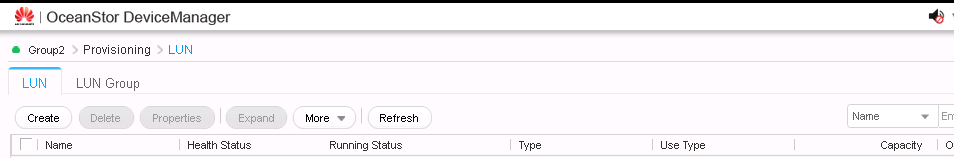 OceanStor DeviceManager
Group2 > Provisioning > LUN
LUN LUN Group
Create Delete Properties Expand More Refresh Name
Name Health Status Running Status Type Use Type Capacity